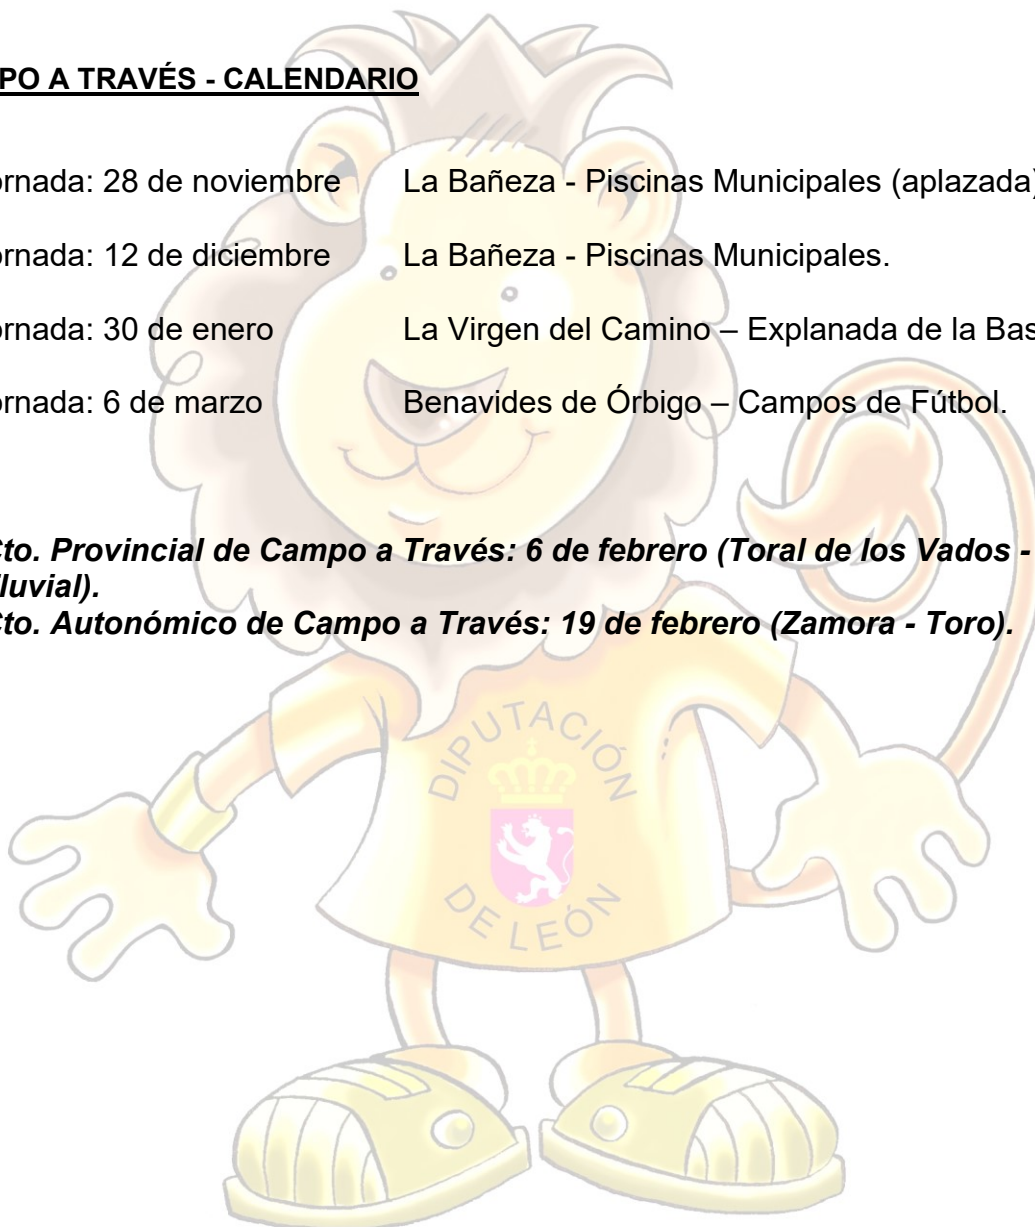 PO A TRAVÉS - CALENDARIO
ornada: 28 de noviembre La Bañeza - Piscinas Municipales (aplazada)
ornada: 12 de diciembre La Bañeza - Piscinas Municipales.
ornada: 30 de enero La Virgen del Camino – Explanada de la Bas
ornada: 6 de marzo Benavides de Órbigo – Campos de Fútbol.
Cto. Provincial de Campo a Través: 6 de febrero (Toral de los Vados -
luvial).
Cto. Autonómico de Campo a Través: 19 de febrero (Zamora - Toro).
DIPUTACIÓN
DE LEÓN